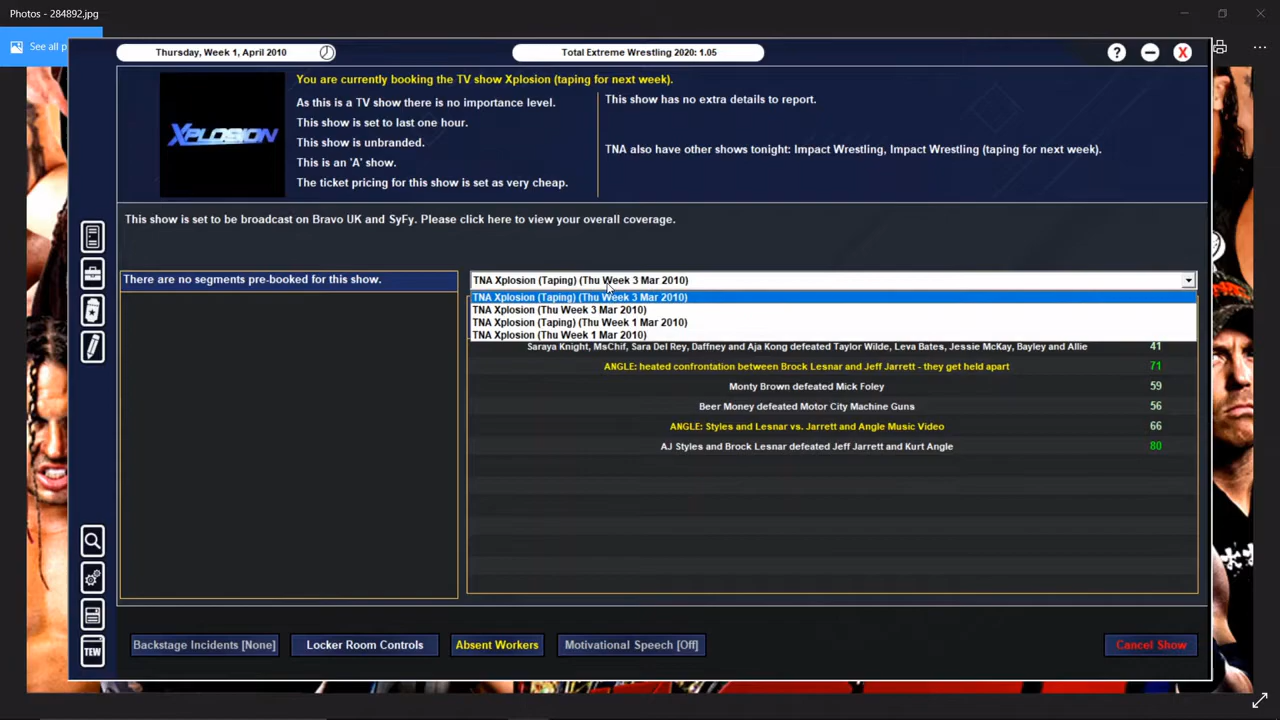 Photos - 284892.jpg
See all p
Thursday, Week 1, April 2010
Total Extreme Wrestling 2020: 1.05
?
X
XPLOSION
You are currently booking the TV show Xplosion (taping for next week).
As this is a TV show there is no importance level.
This show is set to last one hour.
This show is unbranded.
This is an 'A' show.
The ticket pricing for this show is set as very cheap.
This show has no extra details to report.
TNA also have other shows tonight: Impact Wrestling, Impact Wrestling (taping for next week).
This show is set to be broadcast on Bravo UK and SyFy. Please click here to view your overall coverage.
There are no segments pre-booked for this show.
TNA Xplosion (Taping) (Thu Week 3 Mar 2010)
TNA Xplosion (Taping) (Thu Week 3 Mar 2010)
TNA Xplosion (Thu Week 3 Mar 2010)
TNA Xplosion (Taping) (Thu Week 1 Mar 2010)
TNA Xplosion (Thu Week 1 Mar 2010)
Saraya Knight, MsChif, Sara Del Rey, Daffney and Aja Kong defeated Taylor Wilde, Leva Bates, Jessie McKay, Bayley and Allie 41
ANGLE: heated confrontation between Brock Lesnar and Jeff Jarrett - they get held apart 71
Monty Brown defeated Mick Foley 59
Beer Money defeated Motor City Machine Guns 56
ANGLE: Styles and Lesnar vs. Jarrett and Angle Music Video 66
AJ Styles and Brock Lesnar defeated Jeff Jarrett and Kurt Angle 80
TEW
Backstage Incidents [None]
Locker Room Controls
Absent Workers
Motivational Speech [Off]
Cancel Show